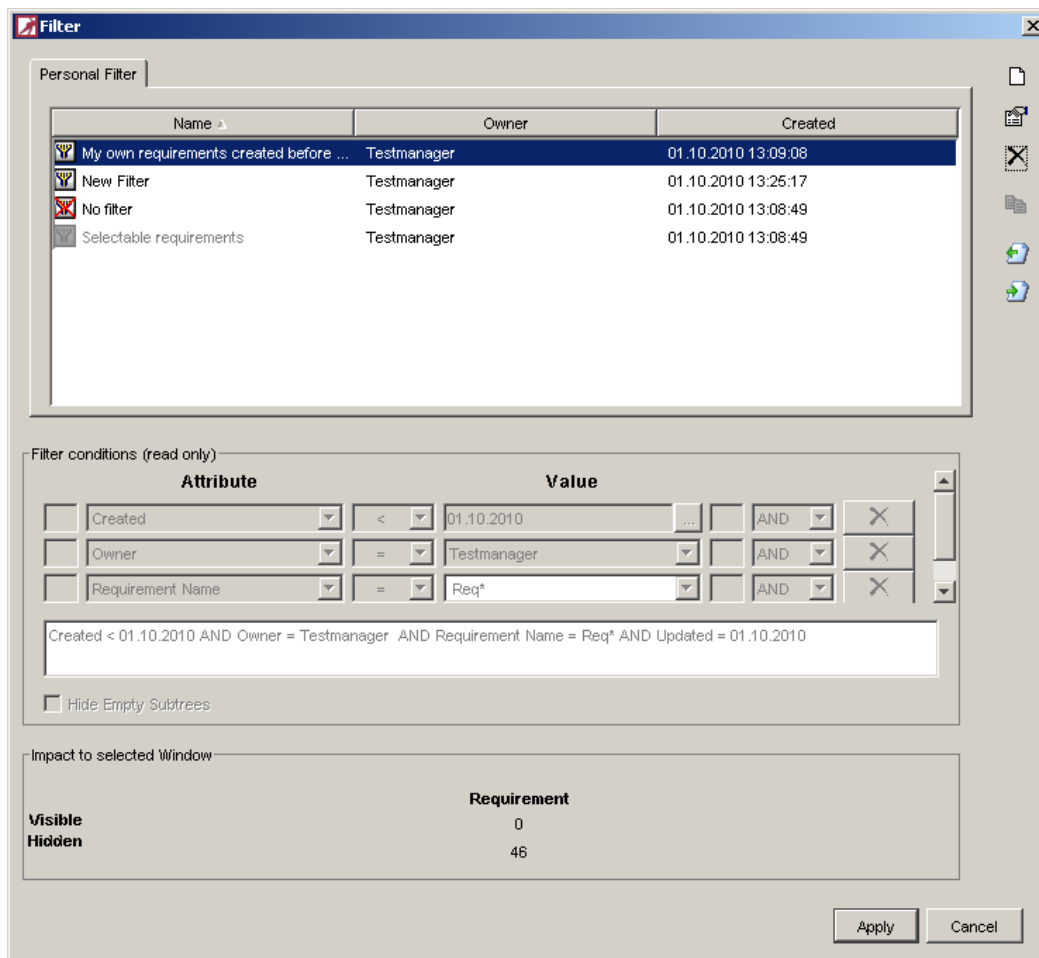 Filter
Personal Filter
Name Owner Created
My own requirements created before ... Testmanager 01.10.2010 13:09:08
New Filter Testmanager 01.10.2010 13:25:17
No filter Testmanager 01.10.2010 13:08:49
Selectable requirements Testmanager 01.10.2010 13:08:49
Filter conditions (read only)
Attribute Value
Created < 01.10.2010 ... AND
Owner = Testmanager AND
Requirement Name = Req* AND
Created < 01.10.2010 AND Owner = Testmanager  AND Requirement Name = Req* AND Updated = 01.10.2010
Hide Empty Subtrees
Impact to selected Window
Requirement
Visible 0
Hidden 46
Apply Cancel